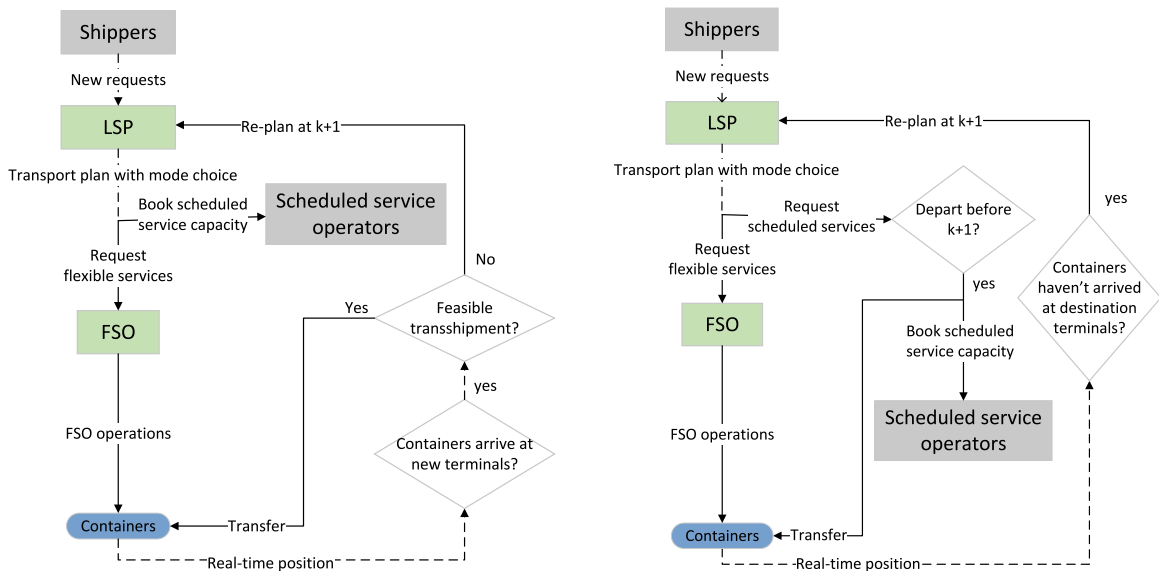 Shippers
New requests
LSP
Re-plan at k+1
Transport plan with mode choice
Book scheduled
service capacity
Scheduled service
operators
Request
flexible services
No
Yes
Feasible
transshipment?
FSO
yes
FSO operations
Containers arrive at
new terminals?
Containers
Transfer
Real-time position
Shippers
New requests
LSP
Re-plan at k+1
Transport plan with mode choice
yes
Request
scheduled services
Depart before
k+1?
Request
flexible services
yes
Containers
haven't arrived
at destination
terminals?
FSO
Book scheduled
service capacity
Scheduled service
operators
FSO operations
Containers
Transfer
Real-time position